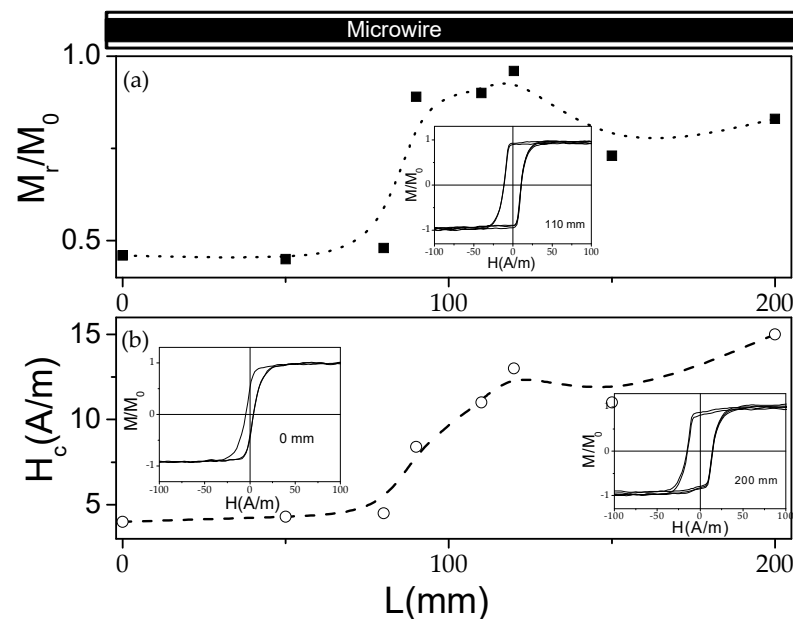 Microwire
(a)
1.0
0.5
M_r/M_0
0 100 200
1
0
-1
M/M_0
110 mm
-100 -50 0 50 100
H(A/m)
(b)
15
10
5
H_c(A/m)
1
0
-1
M/M_0
0 mm
-100 -50 0 50 100
H(A/m)
1
0
-1
M/M_0
200 mm
-100 -50 0 50 100
H(A/m)
0 100 200
L(mm)